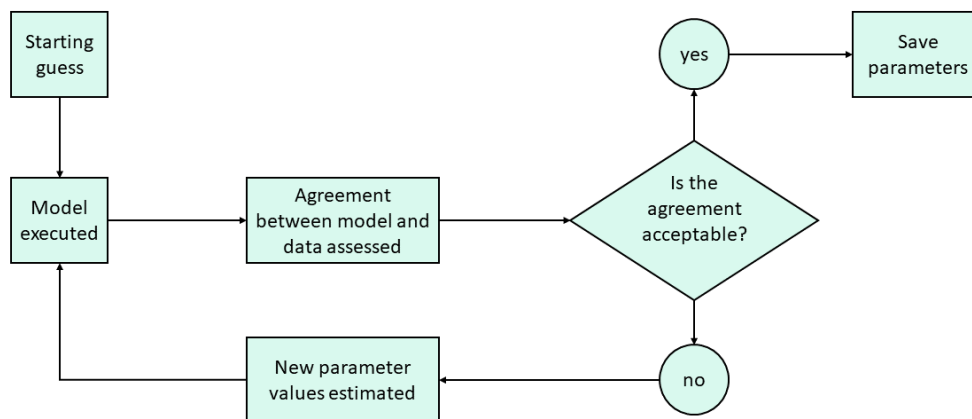 Starting
guess
yes
Save
parameters
Model
executed
Agreement
between model and
data assessed
Is the
agreement
acceptable?
New parameter
values estimated
no